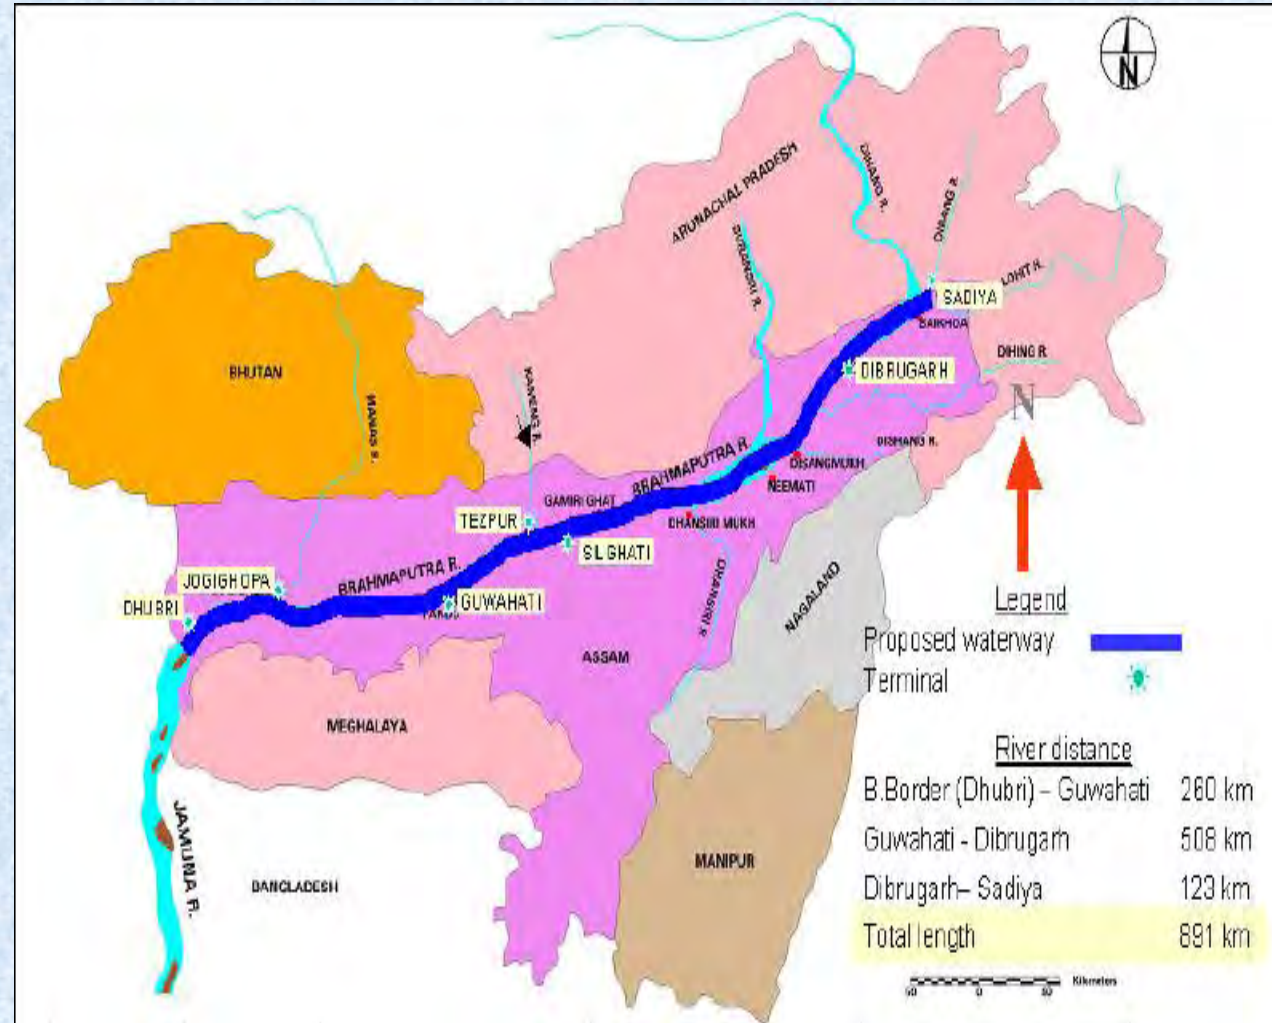 N
ARUNACHAL PRADESH
DIHANG R.
DIBANG R.
LOHIT R.
SADIYA
SAIKHOA
DIHING R.
DIBRUGARH
BHUTAN
MANAS R.
KAMENG R.
N
DISHANG R.
BRAHMAPUTRA R.
DISANGMUKH
NEEMATI
GAMIRI GHAT
TEZPUR
DHANSIRI MUKH
SILGHATI
BRAHMAPUTRA R.
JOGIGHOPA
DHUBRI
GUWAHATI
DHANSIRI R.
NAGALAND
ASSAM
MEGHALAYA
JAMUNA R.
BANGLADESH
MANIPUR
Legend
Proposed waterway
Terminal
River distance
B.Border (Dhubri) – Guwahati 260 km
Guwahati - Dibrugarh 508 km
Dibrugarh– Sadiya 123 km
Total length 891 km
50 0 50 Kilometers